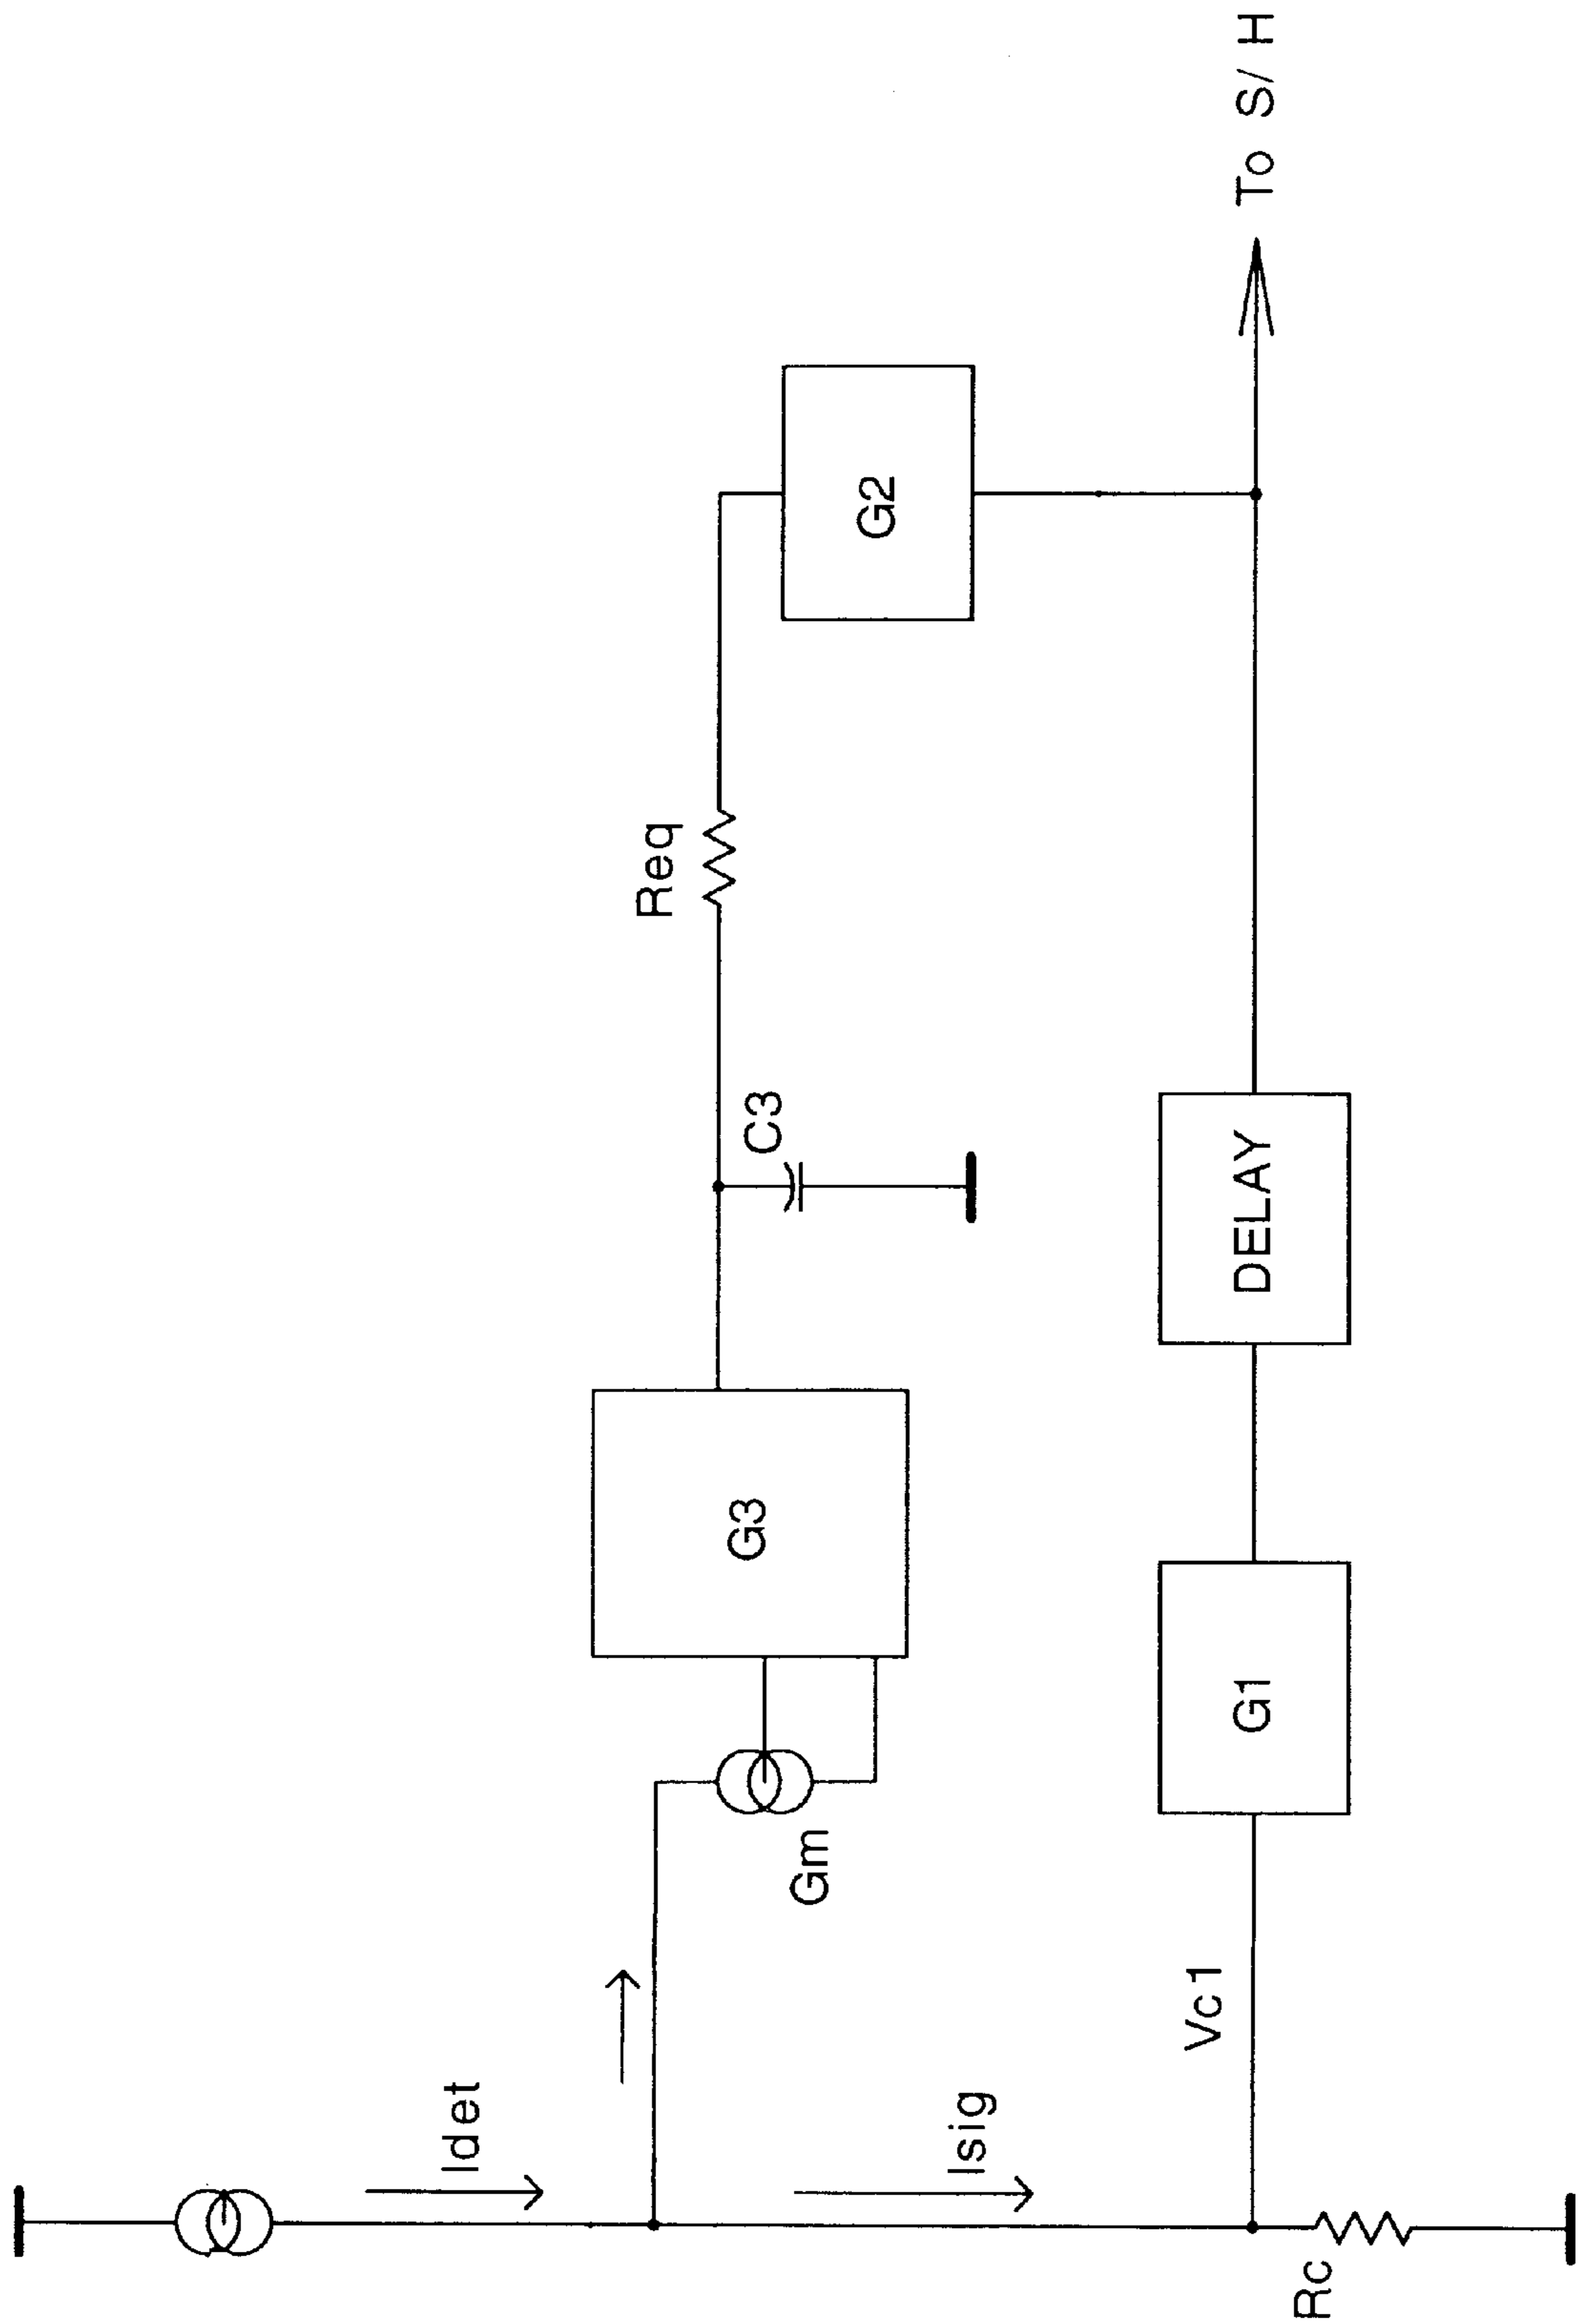 Idet
Isig
Rc
Vc1
Gm
G3
G1
C3
DELAY
Req
G2
To S/ H